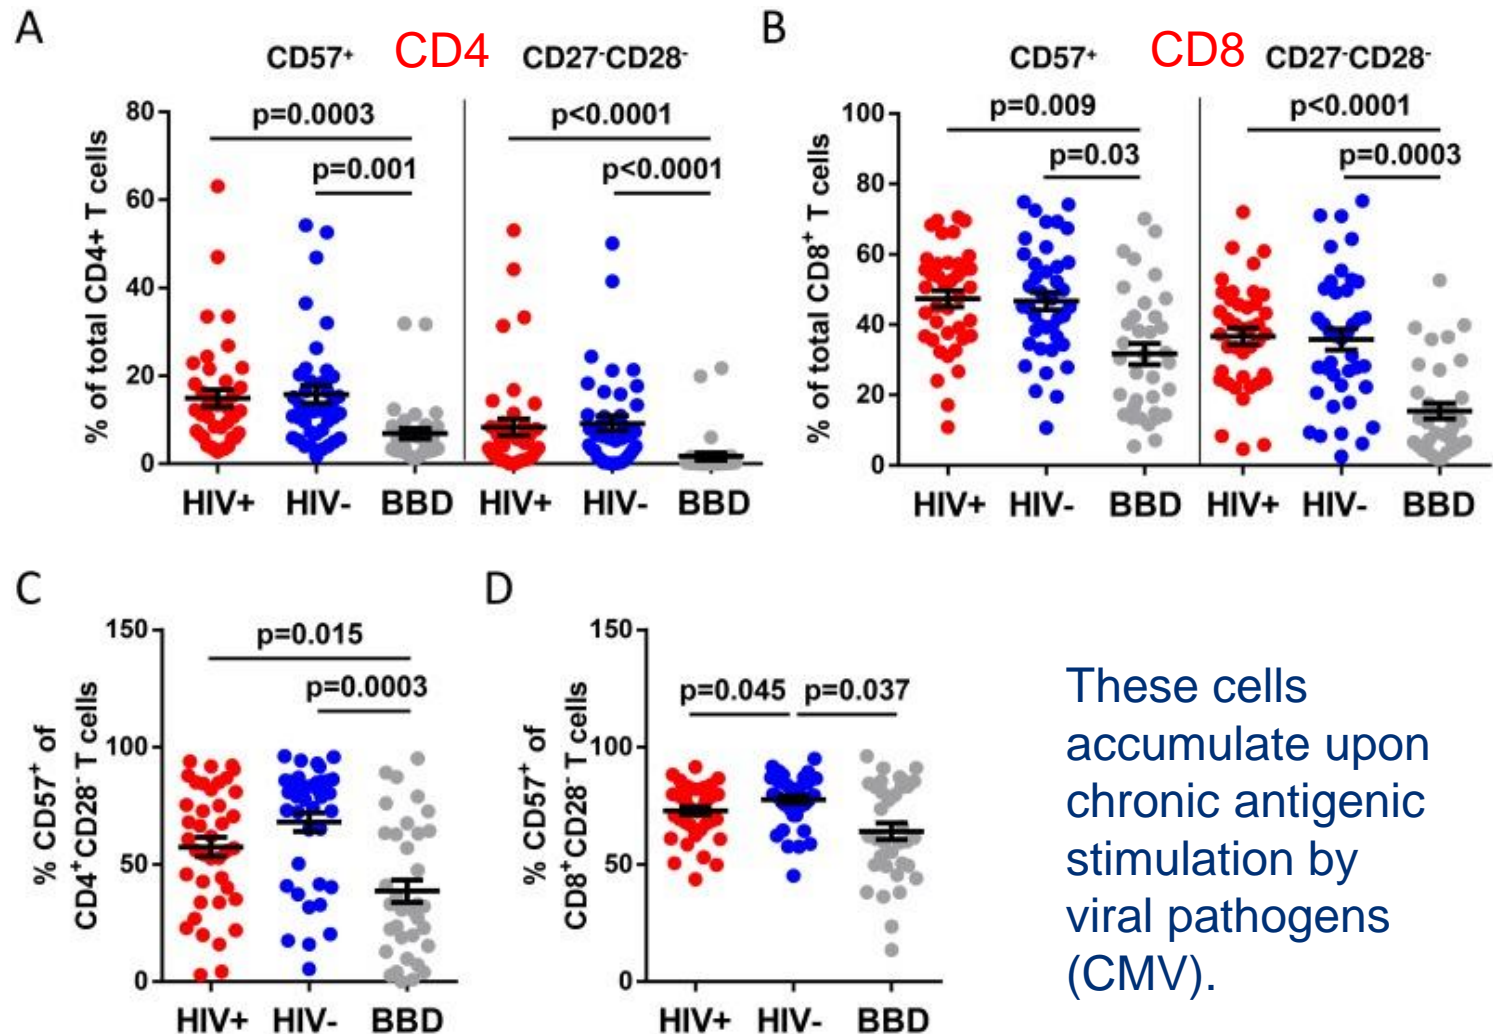 A
CD57⁺ CD4 CD27⁻CD28⁻
p=0.0003 p<0.0001
p=0.001 p<0.0001
% of total CD4+ T cells
80
60
40
20
0
HIV+ HIV- BBD HIV+ HIV- BBD
B
CD57⁺ CD8 CD27⁻CD28⁻
p=0.009 p<0.0001
p=0.03 p=0.0003
% of total CD8⁺ T cells
100
80
60
40
20
0
HIV+ HIV- BBD HIV+ HIV- BBD
C
p=0.015
p=0.0003
% CD57⁺ of
CD4⁺CD28⁻ T cells
150
100
50
0
HIV+ HIV- BBD
D
p=0.045 p=0.037
% CD57⁺ of
CD8⁺CD28⁻ T cells
150
100
50
0
HIV+ HIV- BBD
These cells
accumulate upon
chronic antigenic
stimulation by
viral pathogens
(CMV).